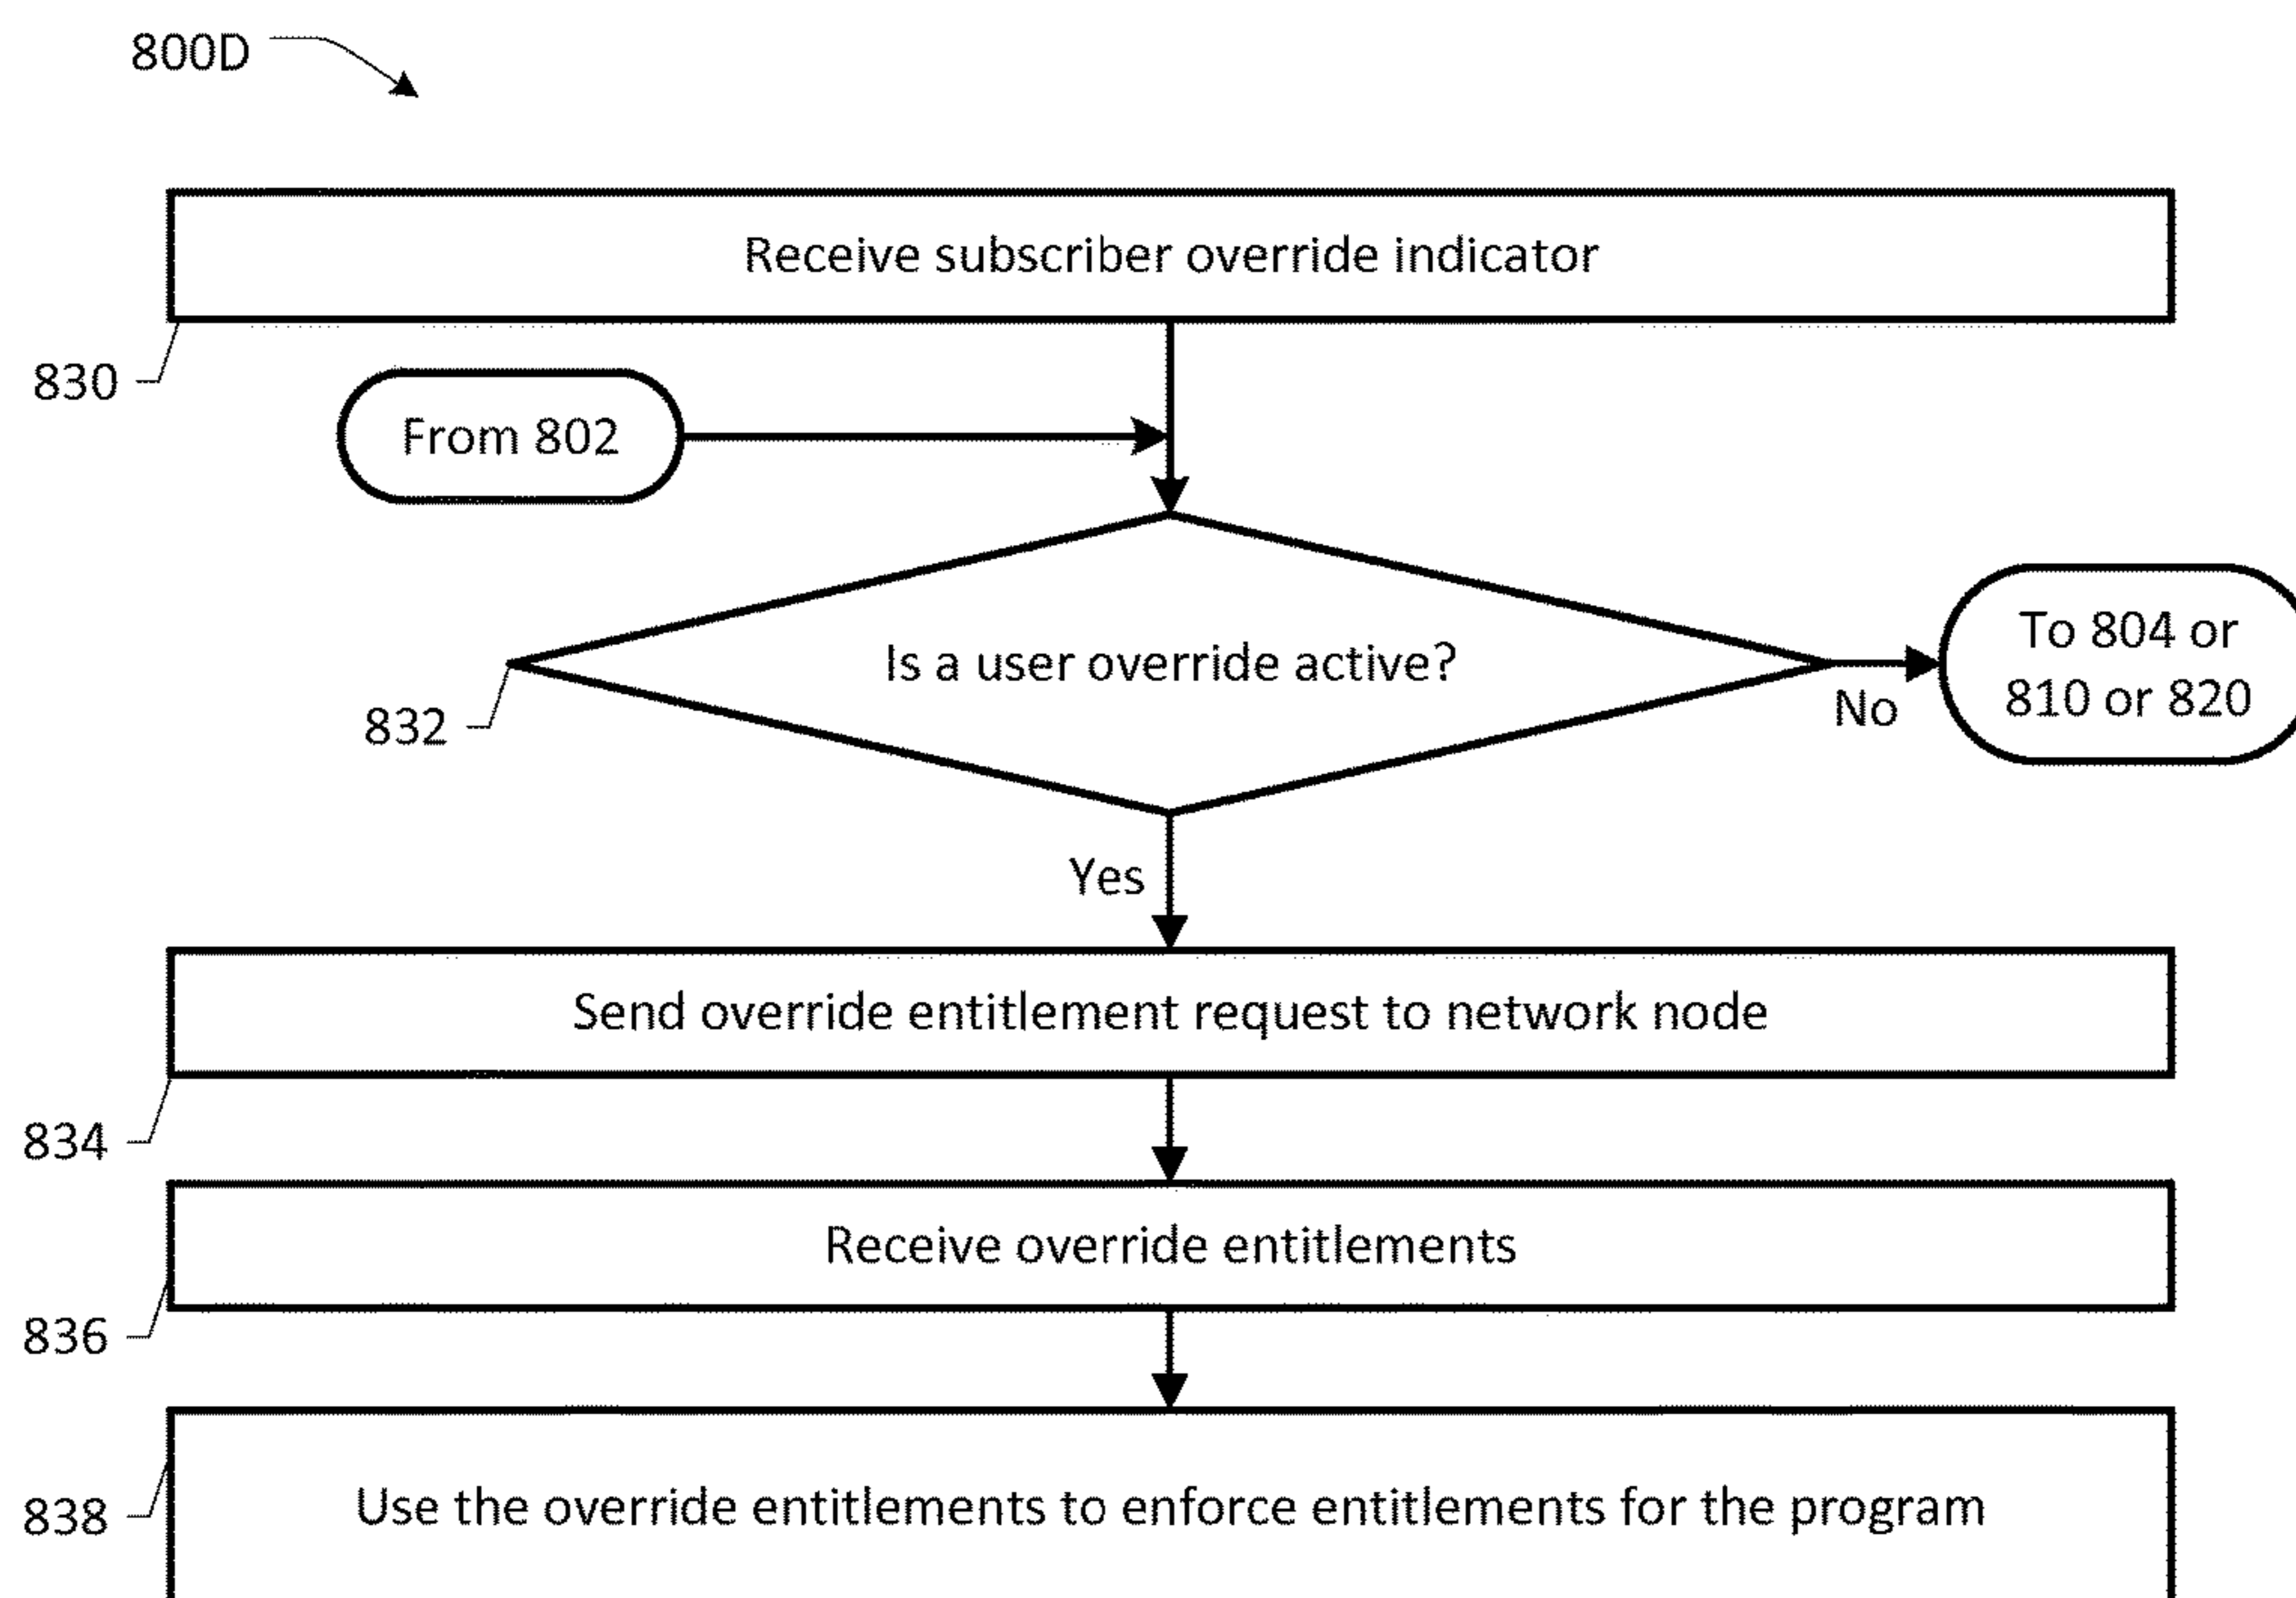 800D
Receive subscriber override indicator
830
From 802
Is a user override active?
832
No
To 804 or
810 or 820
Yes
Send override entitlement request to network node
834
Receive override entitlements
836
Use the override entitlements to enforce entitlements for the program
838